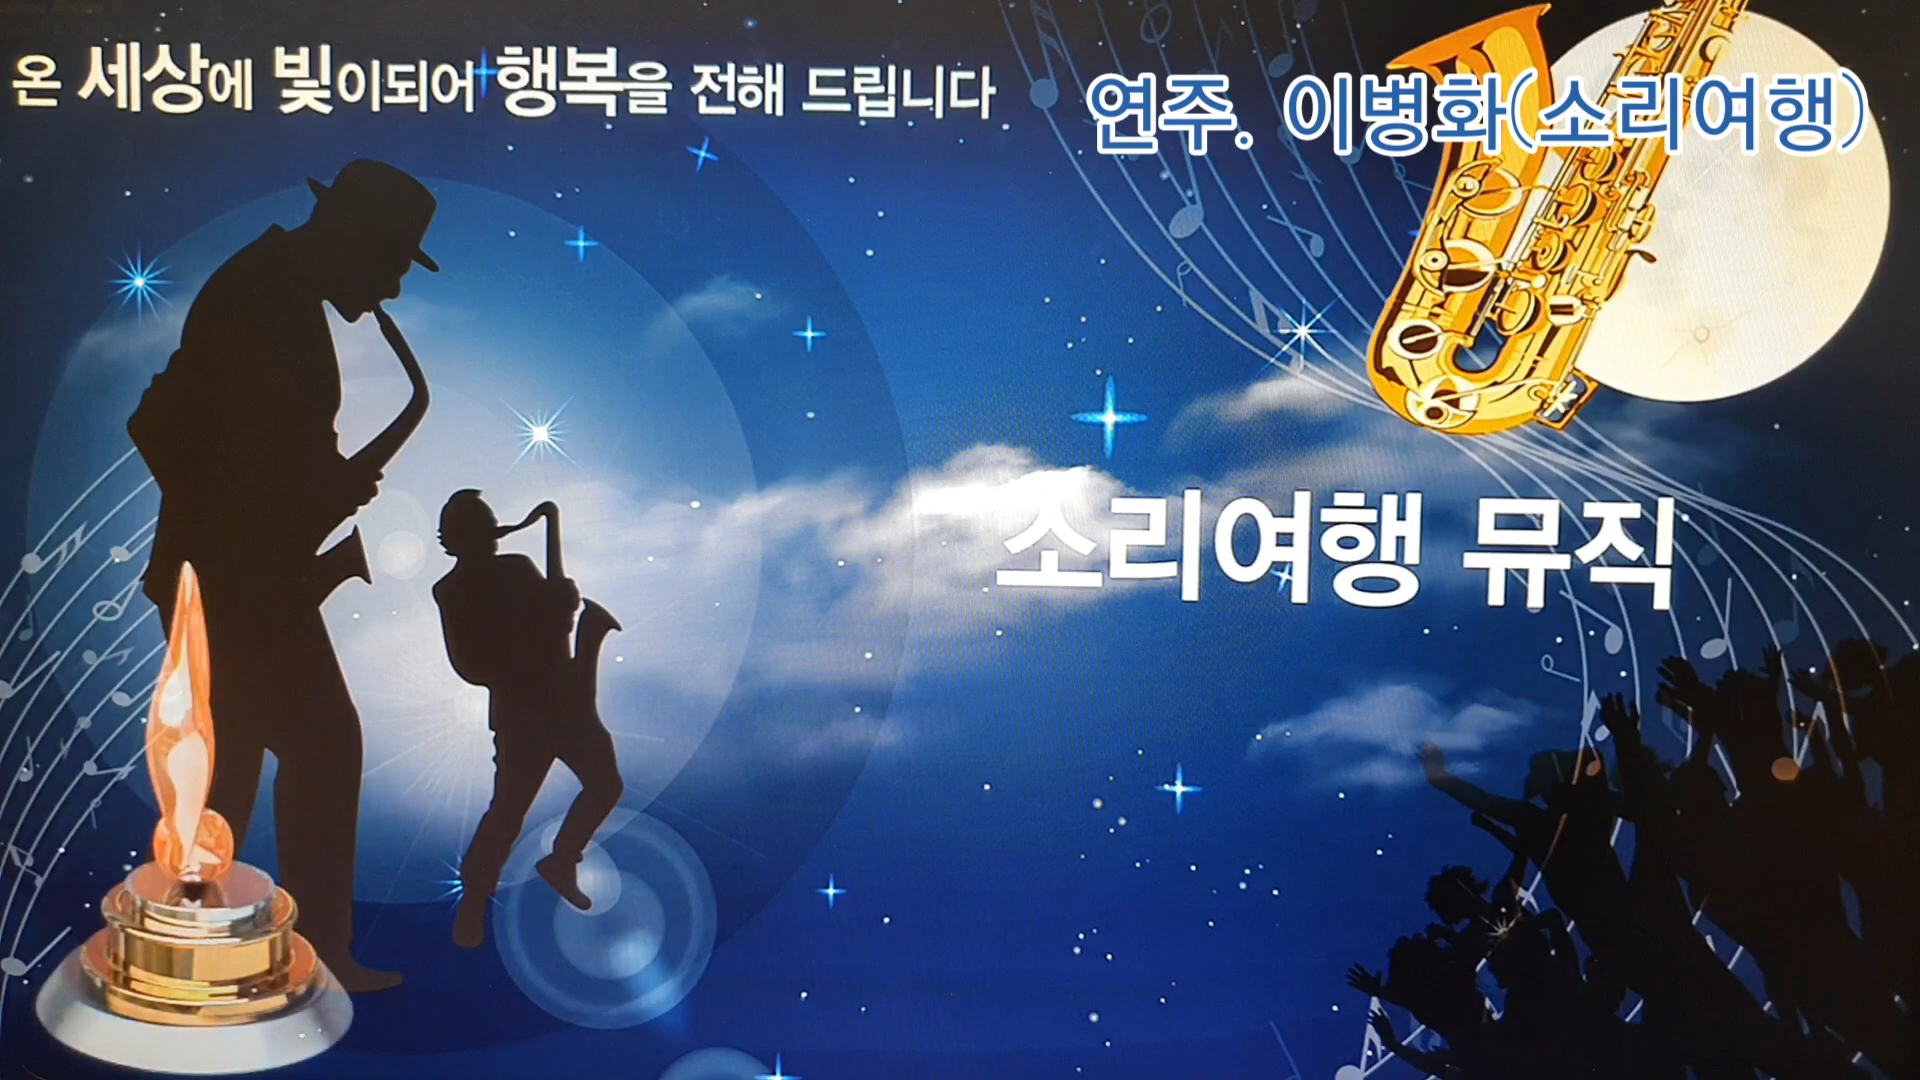 온 세상에 빛이되어 행복을 전해 드립니다
연주. 이병화(소리여행)
소리여행 뮤직